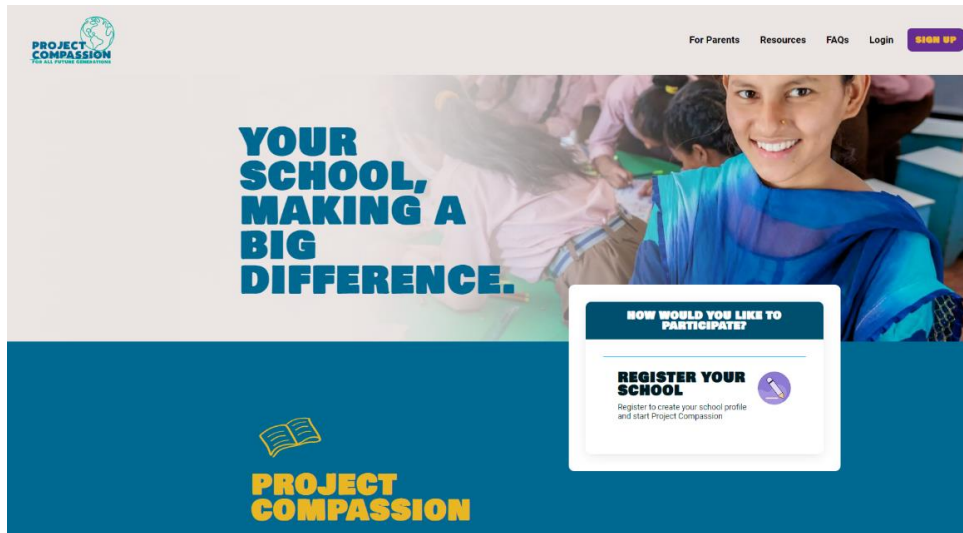 PROJECT
COMPASSION
FOR ALL FUTURE GENERATIONS
For Parents Resources FAQs Login SIGN UP
YOUR
SCHOOL,
MAKING A
BIG
DIFFERENCE.
HOW WOULD YOU LIKE TO
PARTICIPATE?
REGISTER YOUR
SCHOOL
Register to create your school profile
and start Project Compassion
PROJECT
COMPASSION